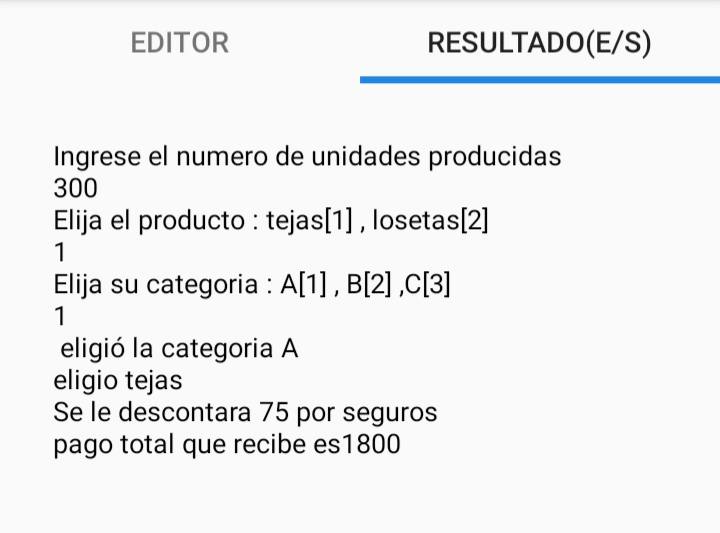 EDITOR RESULTADO(E/S)
Ingrese el numero de unidades producidas
300
Elija el producto : tejas[1] , losetas[2]
1
Elija su categoria : A[1] , B[2] ,C[3]
1
eligió la categoria A
eligio tejas
Se le descontara 75 por seguros
pago total que recibe es1800